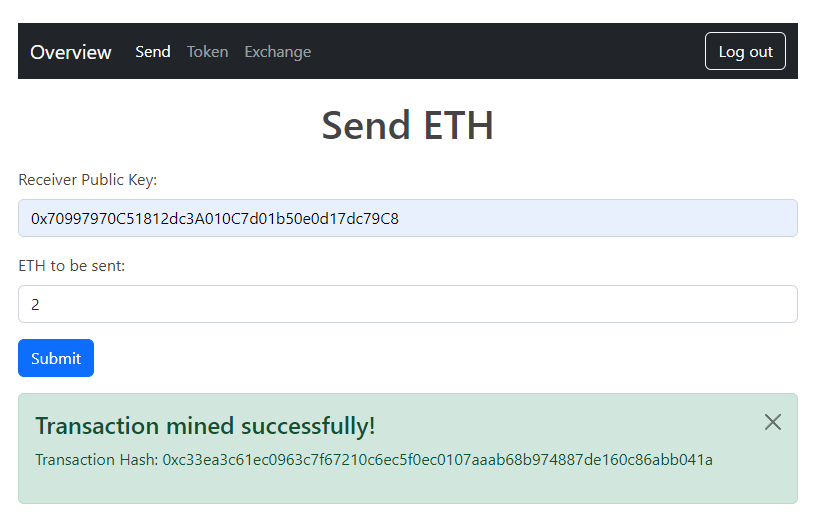 Overview Send Token Exchange Log out
Send ETH
Receiver Public Key:
0x70997970C51812dc3A010C7d01b50e0d17dc79C8
ETH to be sent:
2
Submit
Transaction mined successfully!
Transaction Hash: 0xc33ea3c61ec0963c7f67210c6ec5f0ec0107aaab68b974887de160c86abb041a